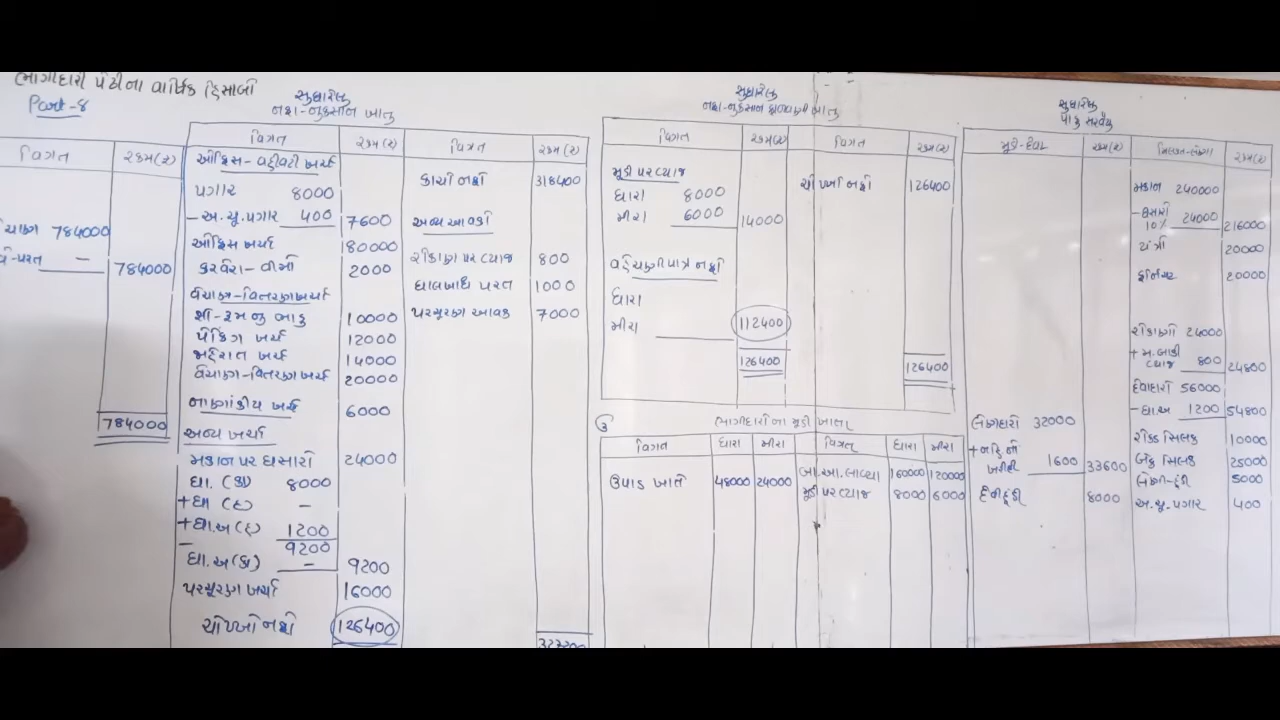 ભાગીદારી પેઢીના વાર્ષિક હિસાબો
Part-8
વિગત
રકમ(₹)
784000
784000
784000
સુધારેલુ
નફા-નુકસાન ખાતુ
વિગત રકમ(₹) વિગત રકમ(₹)
ઓફિસ-વહીવટી ખર્ચા
પગાર 8000
- અ.ચૂ.પગાર 400 7600
ઓફિસ ખર્ચા 80000
કરવેરા-વીમો 2000
વેચાણ-વિતરણ ખર્ચા
10000
પેકિંગ ખર્ચ 12000
જાહેરાત ખર્ચ 14000
વેચાણ-વિતરણ ખર્ચ 20000
નાણાંકીય ખર્ચ 6000
અન્ય ખર્ચા
મકાન પર ઘસારો 24000
ઘા. (કા) 8000
+ ઘા (હ) -
+ ઘા.અ (હ) 1200
- 9200
ઘા.અ (કા) - 9200
પરચૂરણ ખર્ચા 16000
ચોખ્ખો નફો 126400
કાચો નફો 318400
અન્ય આવકો
રોકાણ પર વ્યાજ 800
ઘાલખાધ પરત 1000
પરચૂરણ આવક 7000
સુધારેલુ
નફા-નુકસાન ફાળવણી ખાતુ
વિગત રકમ(₹) વિગત રકમ(₹)
મૂડી પર વ્યાજ
ધારા 8000
મીરા 6000 14000
વહેંચણીપાત્ર નફો
ધારા
મીરા 112400
126400
ચોખ્ખો નફો 126400
126400
ભાગીદારોના મૂડી ખાતા
વિગત ધારા મીરા વિગત ધારા મીરા
ઉપાડ ખાતે 48000 24000 બા.આ.લાવ્યા 160000 120000
મૂડી પર વ્યાજ 8000 6000
સુધારેલુ
પાકુ સરવૈયુ
મૂડી-દેવા રકમ(₹) મિલકત-લેણા રકમ(₹)
લેણદારો 32000
ખરીદી 1600 33600
દેવીહૂંડી 8000
મકાન 240000
- ઘસારો 10% 24000 216000
યંત્રો 20000
ફર્નિચર 20000
રોકાણો 24000
+ મ.બાકી વ્યાજ 800 24800
દેવાદારો 56000
- ઘા.અ 1200 54800
રોકડ સિલક 10000
બેંક સિલક 25000
લેણી-હૂંડી 5000
અ.ચૂ.પગાર 400